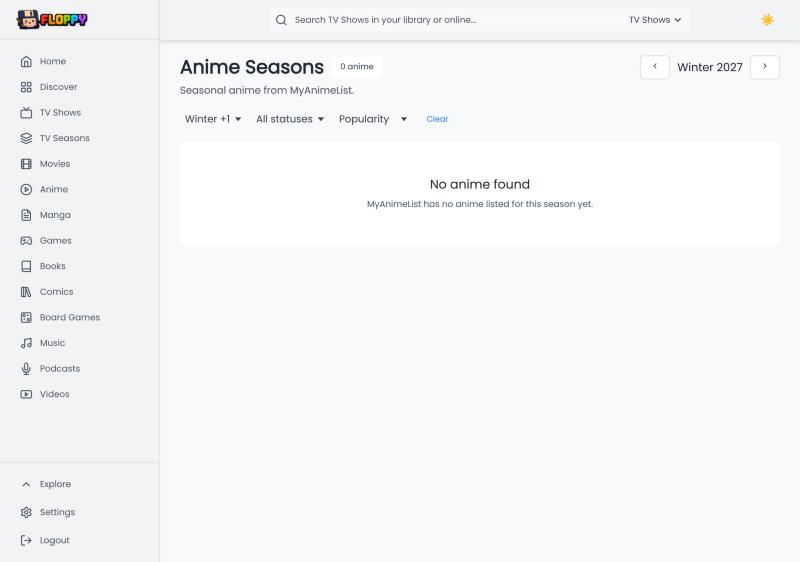 FLOPPY
Search TV Shows in your library or online...
TV Shows
Home
Discover
TV Shows
TV Seasons
Movies
Anime
Manga
Games
Books
Comics
Board Games
Music
Podcasts
Videos
Explore
Settings
Logout
Anime Seasons
0 anime
Winter 2027
Seasonal anime from MyAnimeList.
Winter +1
All statuses
Popularity
Clear
No anime found
MyAnimeList has no anime listed for this season yet.